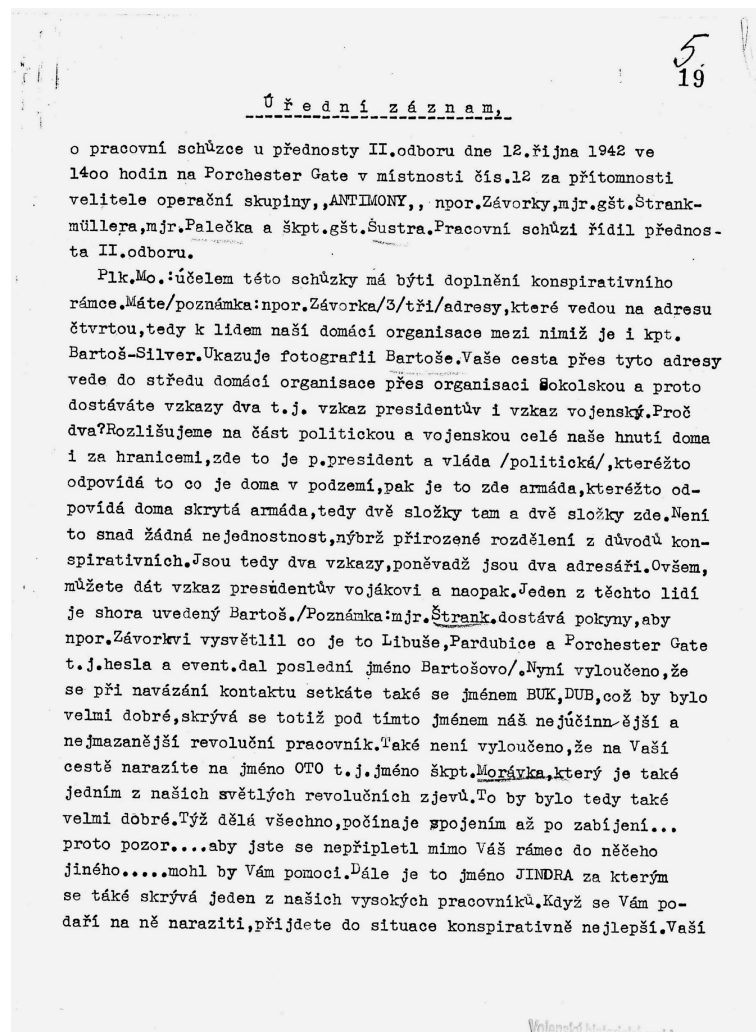 5.
19
Úřední záznam,
o pracovní schůzce u přednosty II.odboru dne 12.října 1942 ve
14oo hodin na Porchester Gate v místnosti čís.12 za přítomnosti
velitele operační skupiny,,ANTIMONY,, npor.Závorky,mjr.gšt.Štrank-
müllera,mjr.Palečka a škpt.gšt.Šustra.Pracovní schůzi řídil přednos-
ta II.odboru.
Plk.Mo.:účelem této schůzky má býti doplnění konspirativního
rámce.Máte/poznámka:npor.Závorka/3/tři/adresy,které vedou na adresu
čtvrtou,tedy k lidem naší domácí organisace mezi nimiž je i kpt.
Bartoš-Silver.Ukazuje fotografii Bartoše.Vaše cesta přes tyto adresy
vede do středu domácí organisace přes organisaci Sokolskou a proto
dostáváte vzkazy dva t.j. vzkaz presidentův i vzkaz vojenský.Proč
dva?Rozlišujeme na část politickou a vojenskou celé naše hnutí doma
i za hranicemi,zde to je p.president a vláda /politická/,kteréžto
odpovídá to co je doma v podzemí,pak je to zde armáda,kteréžto od-
povídá doma skrytá armáda,tedy dvě složky tam a dvě složky zde.Není
to snad žádná nejednostnost,nýbrž přirozené rozdělení z důvodů kon-
spirativních.Jsou tedy dva vzkazy,poněvadž jsou dva adresáři.Ovšem,
můžete dát vzkaz presidentův vojákovi a naopak.Jeden z těchto lidí
je shora uvedený Bartoš./Poznámka:mjr.Štrank.dostává pokyny,aby
npor.Závorkvi vysvětlil co je to Libuše,Pardubice a Porchester Gate
t.j.hesla a event.dal poslední jméno Bartošovo/.Nyní vyloučeno,že
se při navázání kontaktu setkáte také se jménem BUK,DUB,což by bylo
velmi dobré,skrývá se totiž pod tímto jménem náš nejúčinnější a
nejmazanější revoluční pracovník.Také není vyloučeno,že na Vaší
cestě narazíte na jméno OTO t.j.jméno škpt.Morávka,který je také
jedním z našich světlých revolučních zjevů.To by bylo tedy také
velmi dobré.Týž dělá všechno,počínaje spojením až po zabíjení...
proto pozor....aby jste se nepřipletl mimo Váš rámec do něčeho
jiného.....mohl by Vám pomoci.Dále je to jméno JINDRA za kterým
se táké skrývá jeden z našich vysokých pracovníků.Když se Vám po-
daří na ně naraziti,přijdete do situace konspirativně nejlepší.Vaší